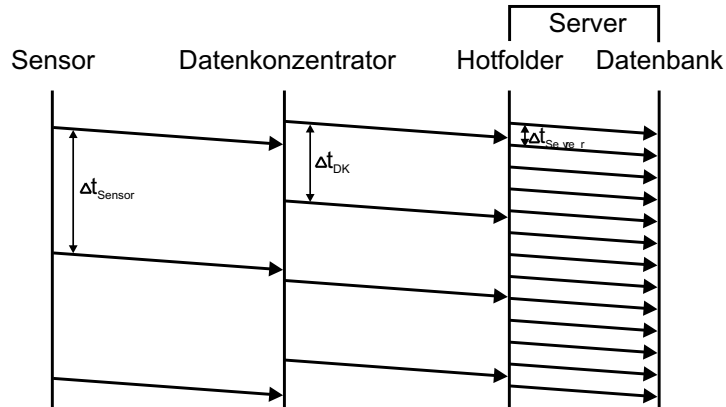 Server
Sensor Datenkonzentrator Hotfolder Datenbank
Δt_Server
Δt_DK
Δt_Sensor